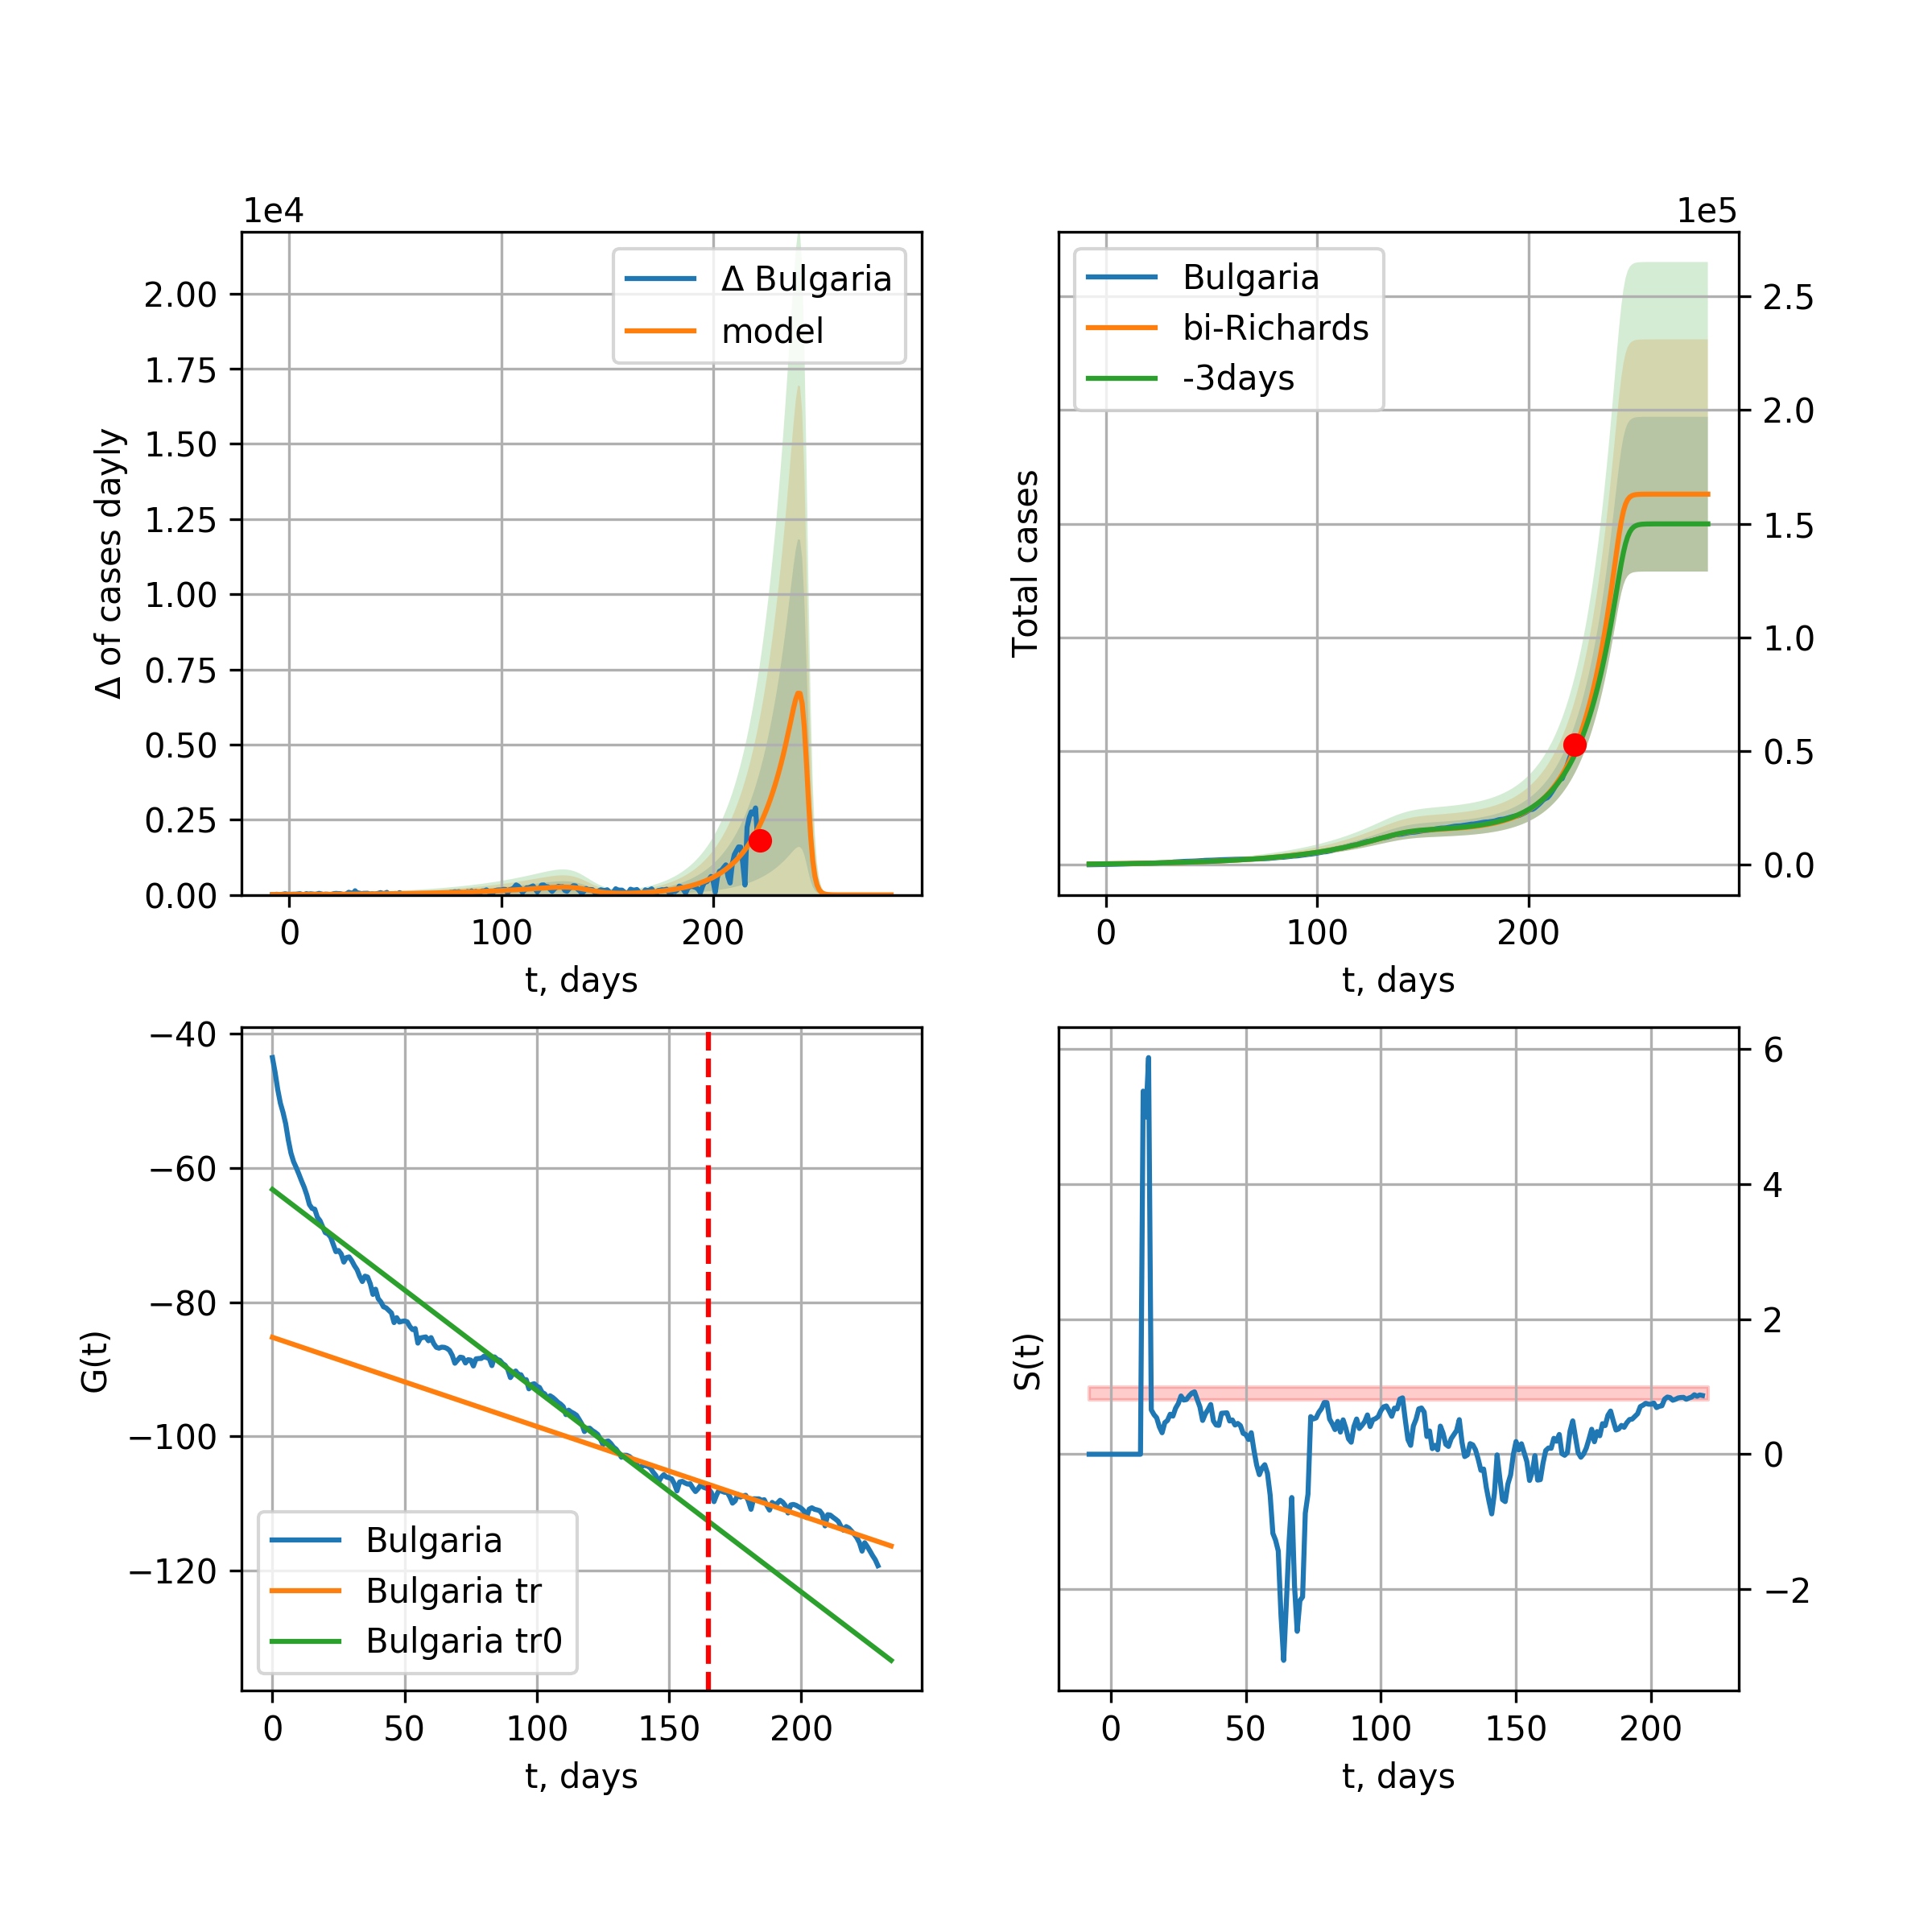 1e4
Δ Bulgaria
model
2.00
1.75
1.50
1.25
1.00
0.75
0.50
0.25
0.00
Δ of cases dayly
0 100 200
t, days
1e5
Bulgaria
bi-Richards
-3days
2.5
2.0
1.5
1.0
0.5
0.0
Total cases
0 100 200
t, days
−40
−60
−80
−100
−120
G(t)
Bulgaria
Bulgaria tr
Bulgaria tr0
0 50 100 150 200
t, days
6
4
2
0
−2
S(t)
0 50 100 150 200
t, days